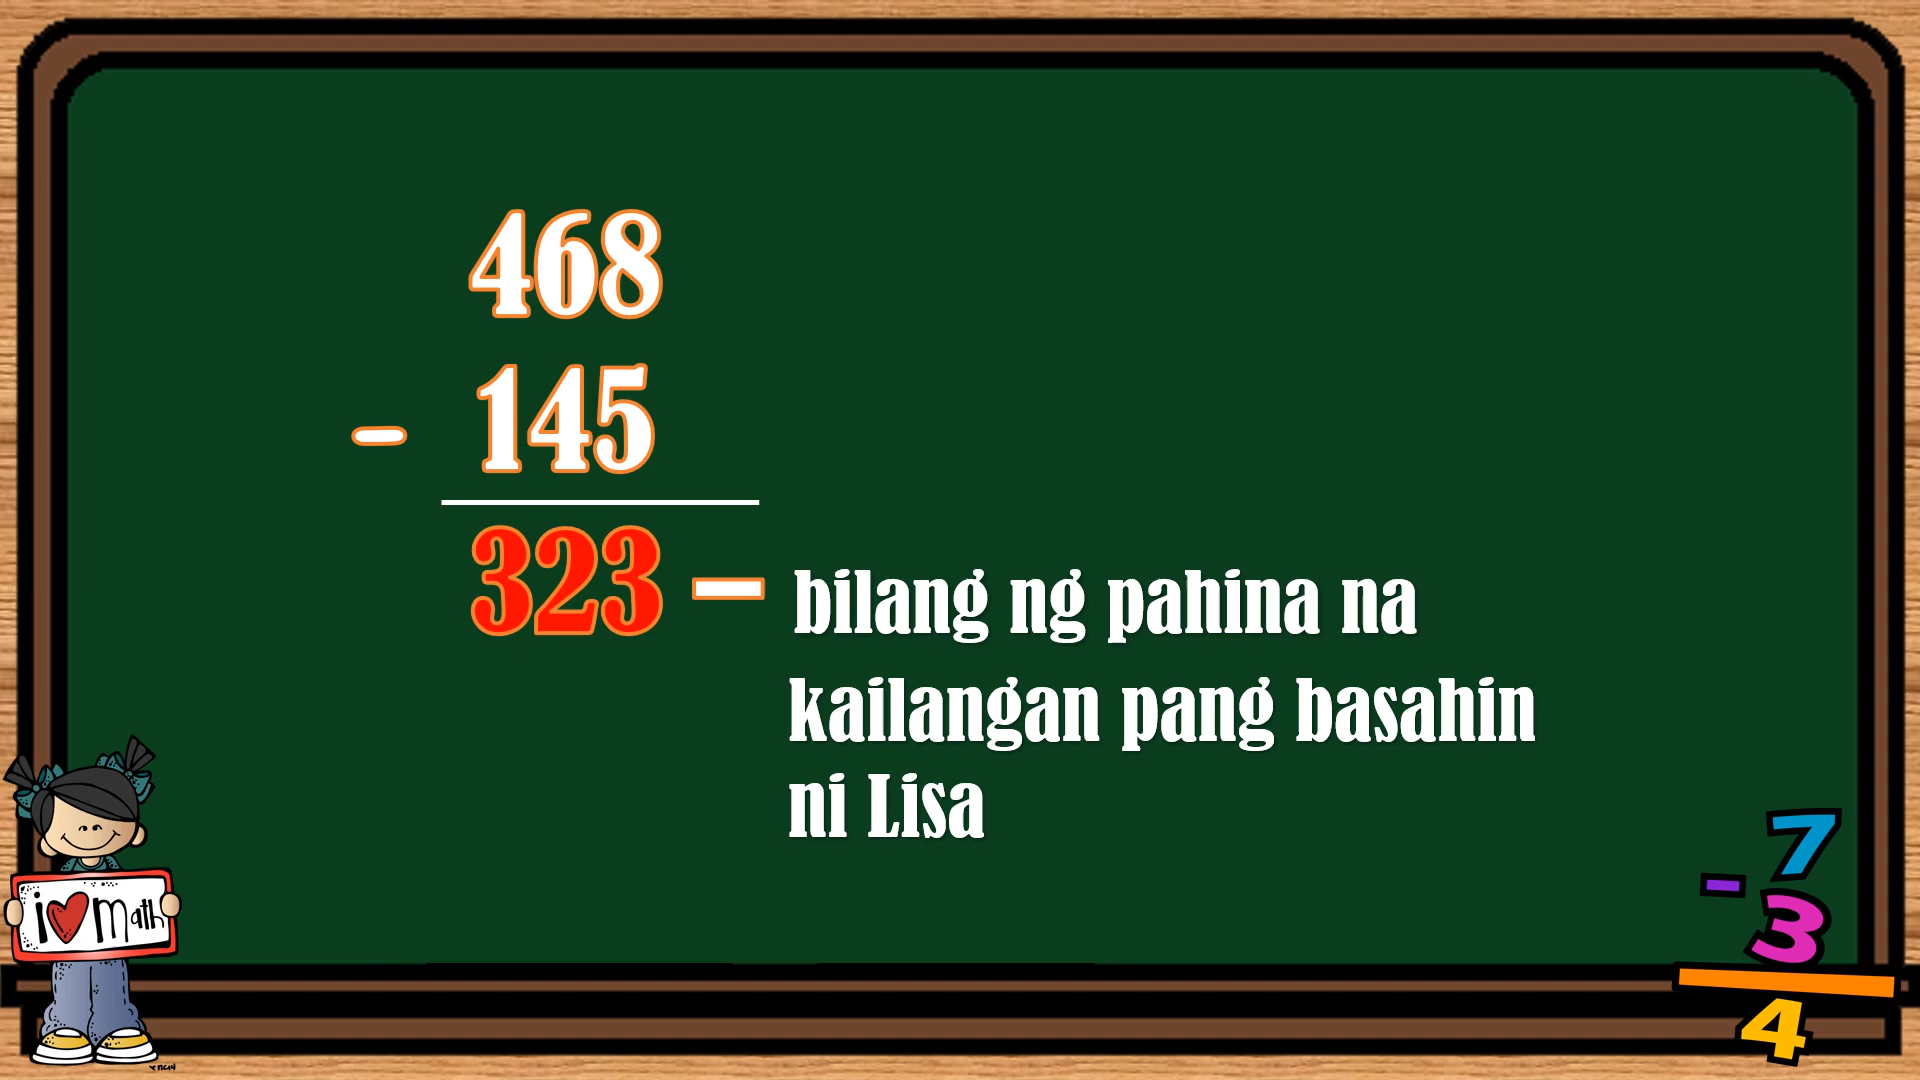 468
- 145
323 - bilang ng pahina na
kailangan pang basahin
ni Lisa
i ♥ math
7
- 3
4